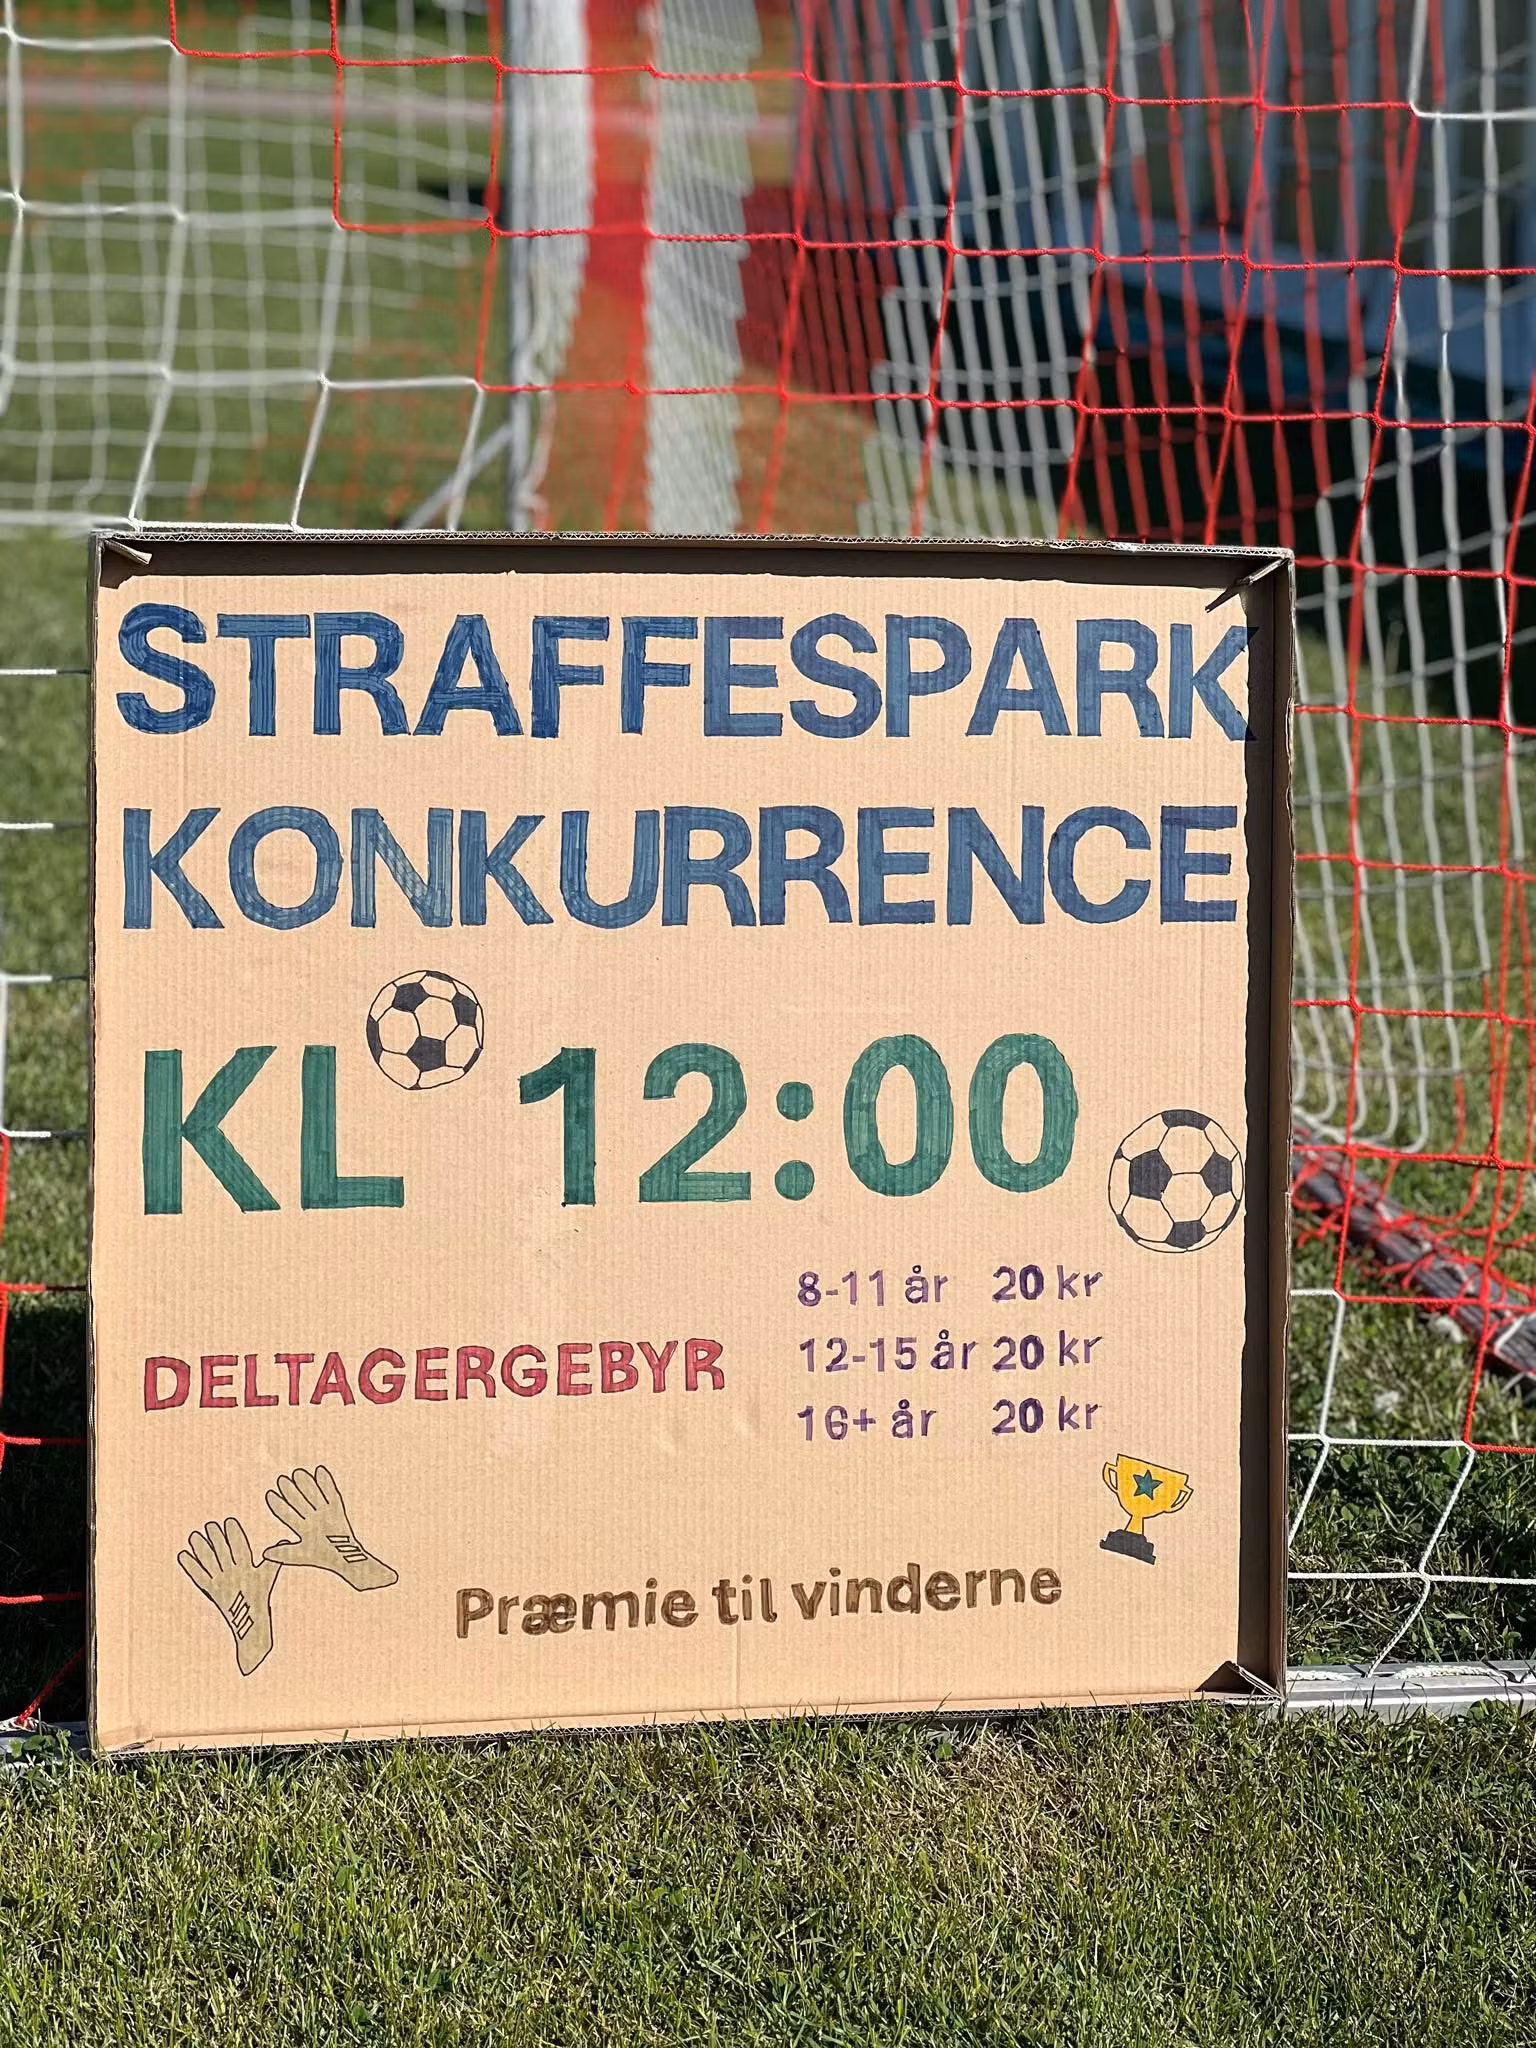 STRAFFESPARK
KONKURRENCE
KL 12:00
DELTAGERGEBYR
8-11 år 20 kr
12-15 år 20 kr
16+ år 20 kr
Præmie til vinderne